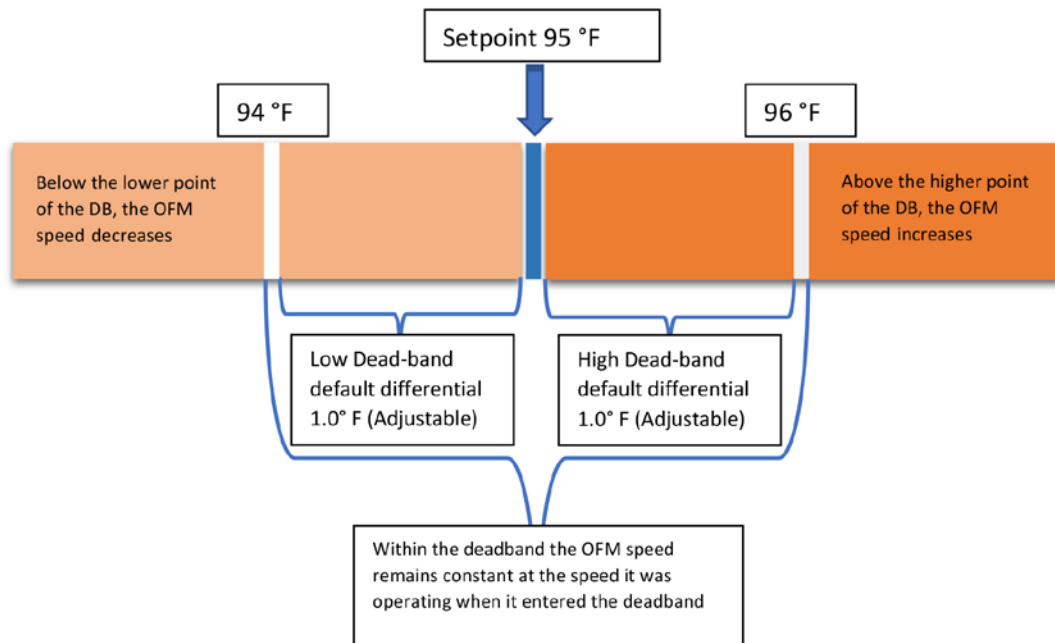 Setpoint 95 °F
94 °F
96 °F
Below the lower point
of the DB, the OFM
speed decreases
Above the higher point
of the DB, the OFM
speed increases
Low Dead-band
default differential
1.0° F (Adjustable)
High Dead-band
default differential
1.0° F (Adjustable)
Within the deadband the OFM speed
remains constant at the speed it was
operating when it entered the deadband